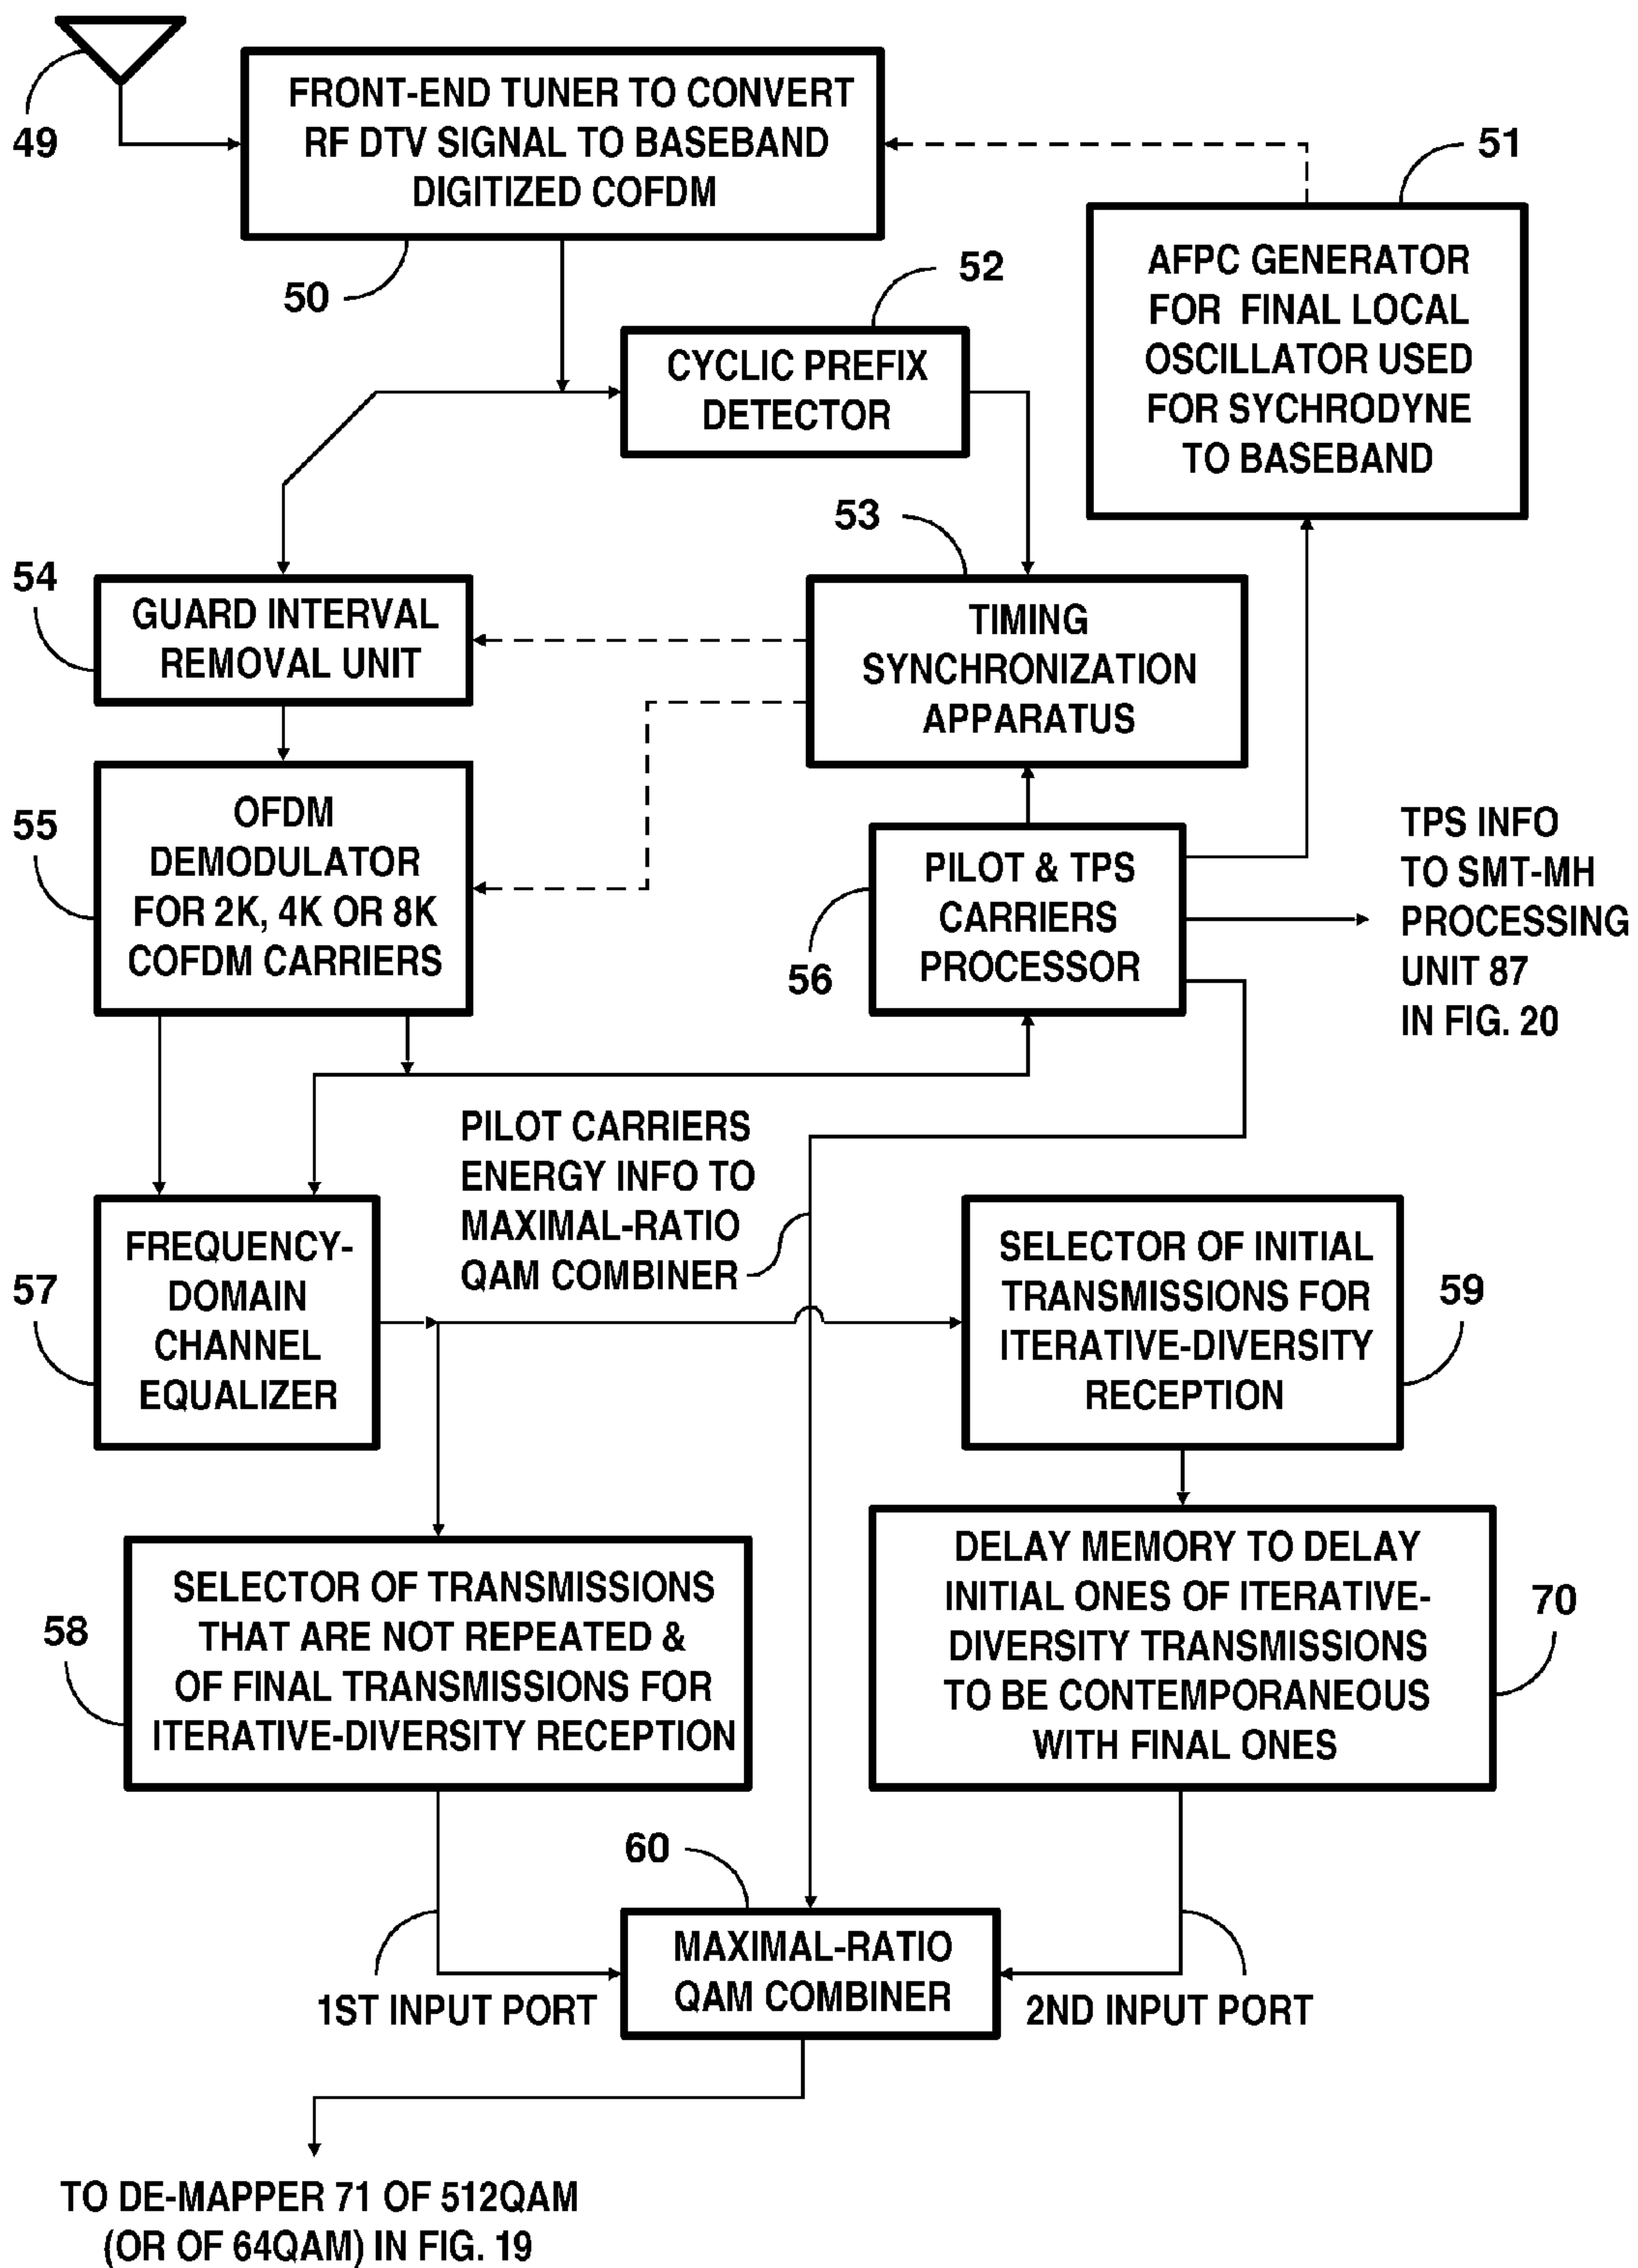 49
FRONT-END TUNER TO CONVERT
RF DTV SIGNAL TO BASEBAND
DIGITIZED COFDM
50
51
AFPC GENERATOR
FOR FINAL LOCAL
OSCILLATOR USED
FOR SYCHRODYNE
TO BASEBAND
52
CYCLIC PREFIX
DETECTOR
53
TIMING
SYNCHRONIZATION
APPARATUS
54
GUARD INTERVAL
REMOVAL UNIT
55
OFDM
DEMODULATOR
FOR 2K, 4K OR 8K
COFDM CARRIERS
56
PILOT & TPS
CARRIERS
PROCESSOR
TPS INFO
TO SMT-MH
PROCESSING
UNIT 87
IN FIG. 20
PILOT CARRIERS
ENERGY INFO TO
MAXIMAL-RATIO
QAM COMBINER
57
FREQUENCY-
DOMAIN
CHANNEL
EQUALIZER
59
SELECTOR OF INITIAL
TRANSMISSIONS FOR
ITERATIVE-DIVERSITY
RECEPTION
58
SELECTOR OF TRANSMISSIONS
THAT ARE NOT REPEATED &
OF FINAL TRANSMISSIONS FOR
ITERATIVE-DIVERSITY RECEPTION
70
DELAY MEMORY TO DELAY
INITIAL ONES OF ITERATIVE-
DIVERSITY TRANSMISSIONS
TO BE CONTEMPORANEOUS
WITH FINAL ONES
60
MAXIMAL-RATIO
QAM COMBINER
1ST INPUT PORT
2ND INPUT PORT
TO DE-MAPPER 71 OF 512QAM
(OR OF 64QAM) IN FIG. 19